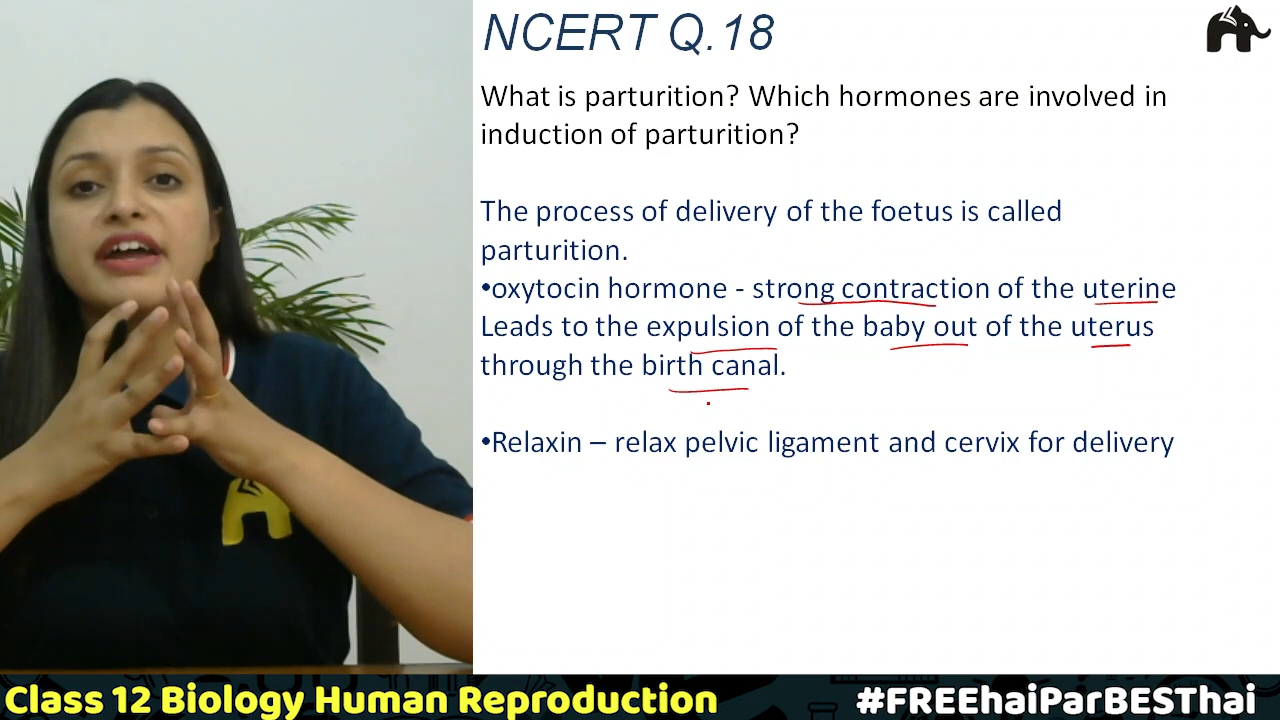 NCERT Q.18
What is parturition? Which hormones are involved in
induction of parturition?
The process of delivery of the foetus is called
parturition.
•oxytocin hormone - strong contraction of the uterine
Leads to the expulsion of the baby out of the uterus
through the birth canal.
•Relaxin – relax pelvic ligament and cervix for delivery
Class 12 Biology Human Reproduction
#FREEhaiParBESThai